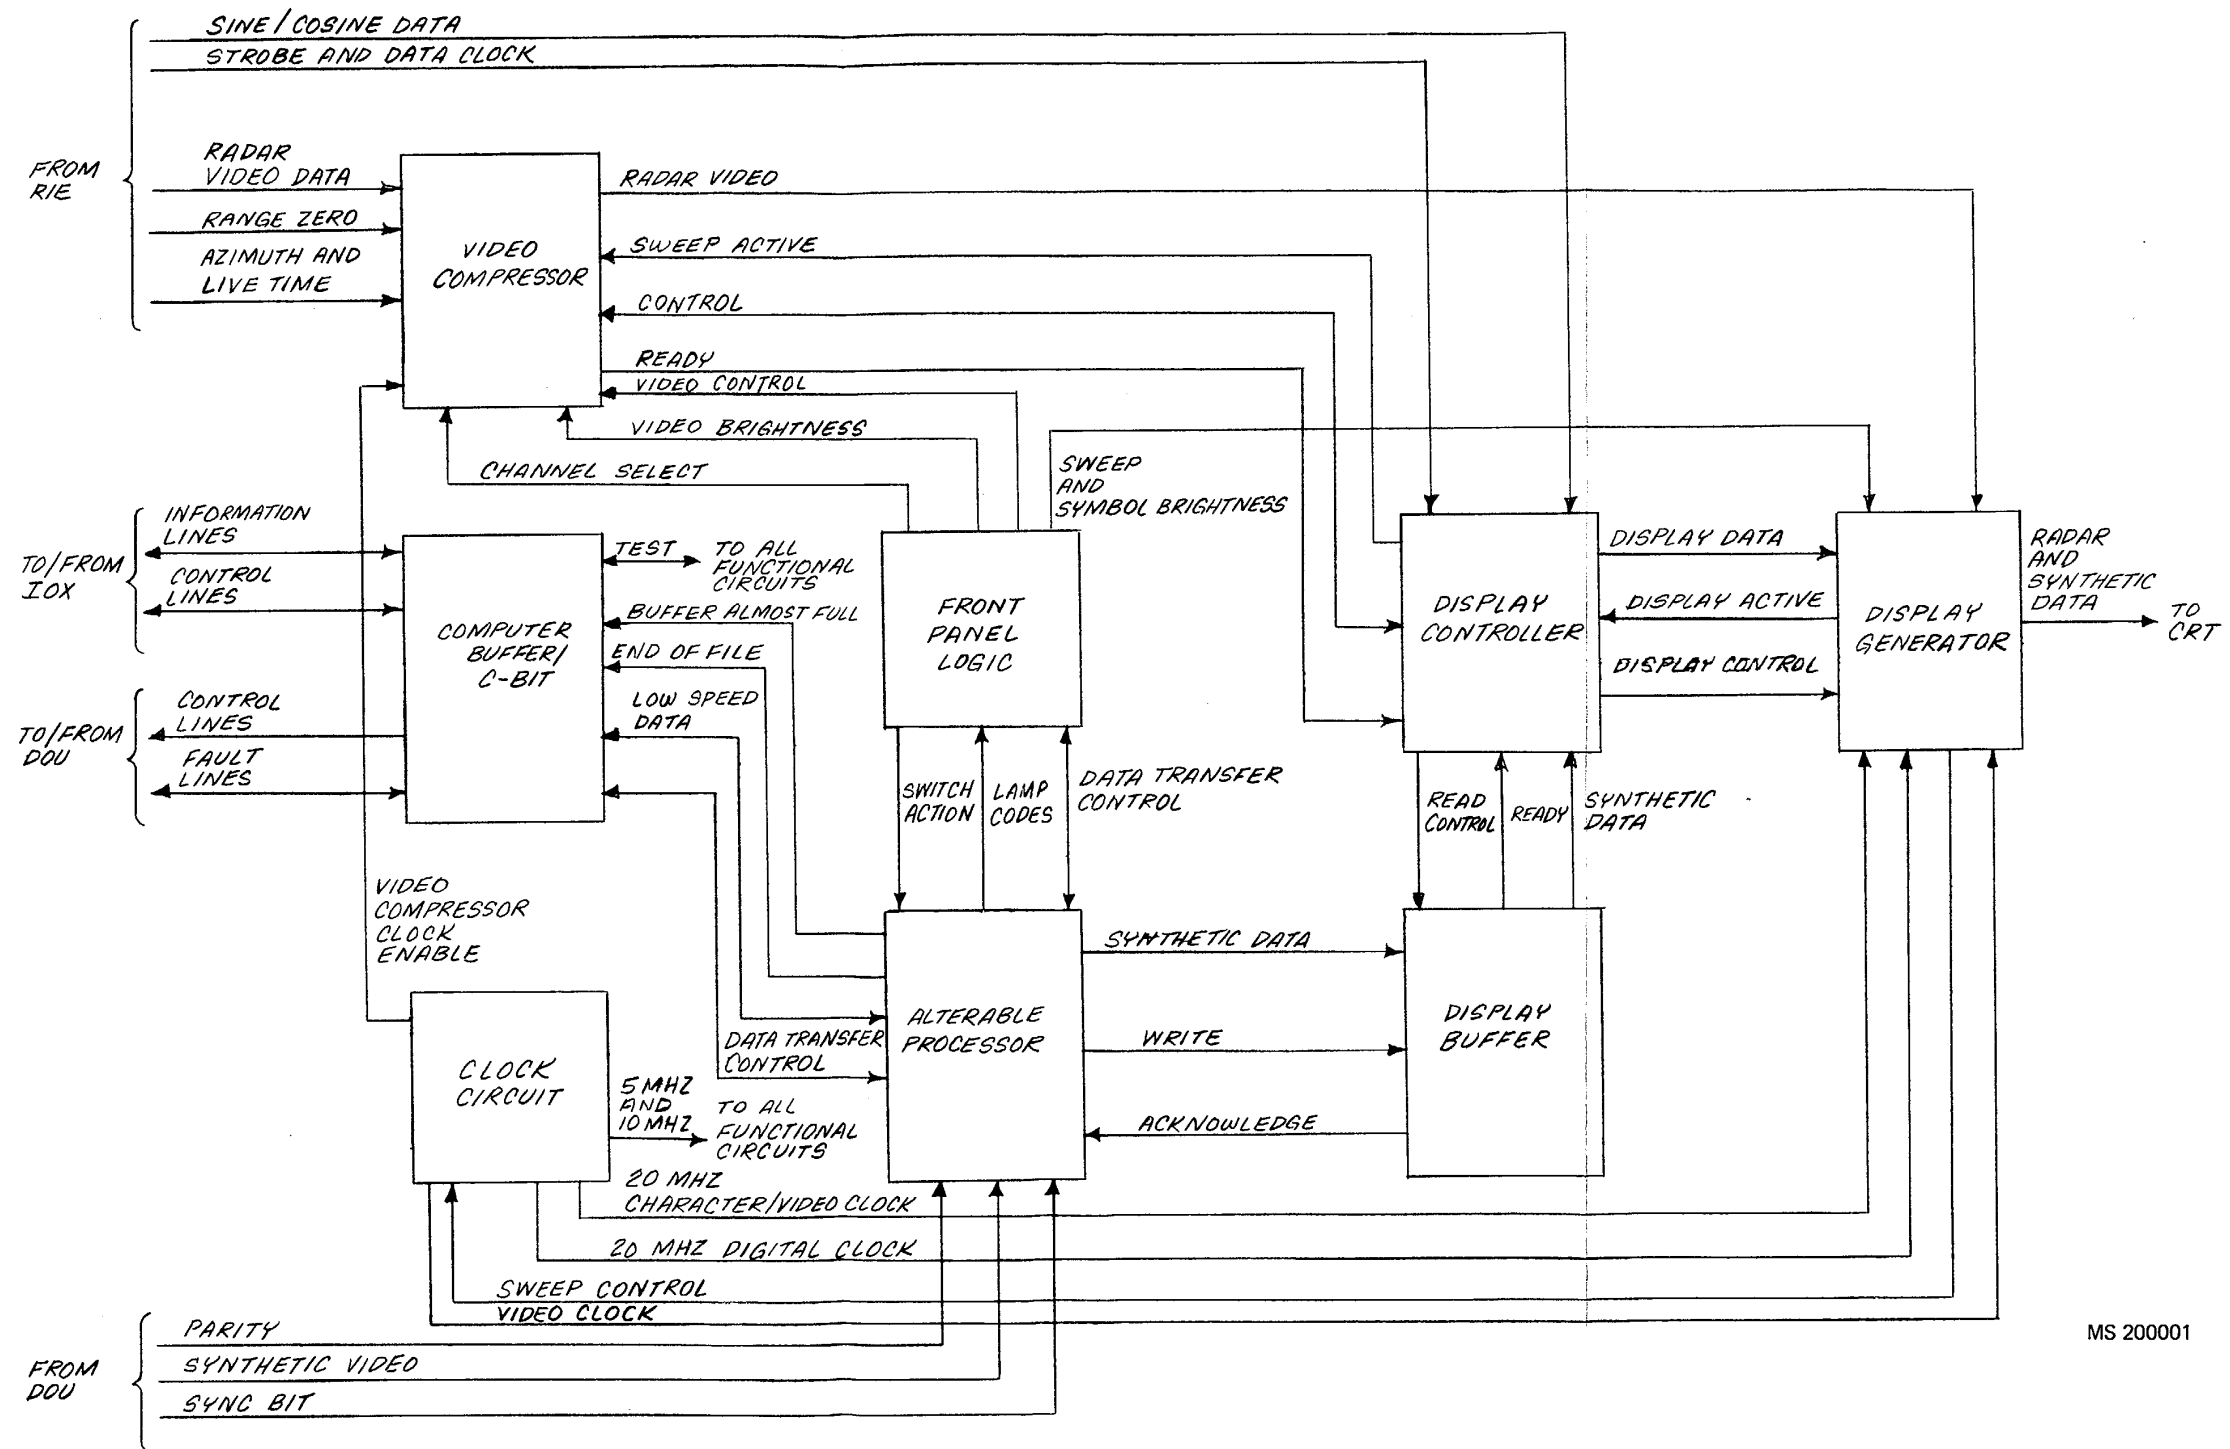 SINE/COSINE DATA
STROBE AND DATA CLOCK
FROM
RIE
RADAR
VIDEO DATA
RANGE ZERO
AZIMUTH AND
LIVE TIME
VIDEO
COMPRESSOR
RADAR VIDEO
SWEEP ACTIVE
CONTROL
READY
VIDEO CONTROL
VIDEO BRIGHTNESS
CHANNEL SELECT
SWEEP
AND
SYMBOL BRIGHTNESS
TO/FROM
IOX
INFORMATION
LINES
CONTROL
LINES
TO/FROM
DOU
CONTROL
LINES
FAULT
LINES
COMPUTER
BUFFER/
C-BIT
TEST
TO ALL
FUNCTIONAL
CIRCUITS
BUFFER ALMOST FULL
END OF FILE
LOW SPEED
DATA
FRONT
PANEL
LOGIC
DISPLAY
CONTROLLER
DISPLAY DATA
DISPLAY ACTIVE
DISPLAY CONTROL
DISPLAY
GENERATOR
RADAR
AND
SYNTHETIC
DATA
TO
CRT
SWITCH
ACTION
LAMP
CODES
DATA TRANSFER
CONTROL
READ
CONTROL
READY
SYNTHETIC
DATA
VIDEO
COMPRESSOR
CLOCK
ENABLE
CLOCK
CIRCUIT
5 MHZ
AND
10 MHZ
TO ALL
FUNCTIONAL
CIRCUITS
DATA TRANSFER
CONTROL
ALTERABLE
PROCESSOR
SYNTHETIC DATA
WRITE
ACKNOWLEDGE
DISPLAY
BUFFER
20 MHZ
CHARACTER/VIDEO CLOCK
20 MHZ DIGITAL CLOCK
SWEEP CONTROL
VIDEO CLOCK
FROM
DOU
PARITY
SYNTHETIC VIDEO
SYNC BIT
MS 200001